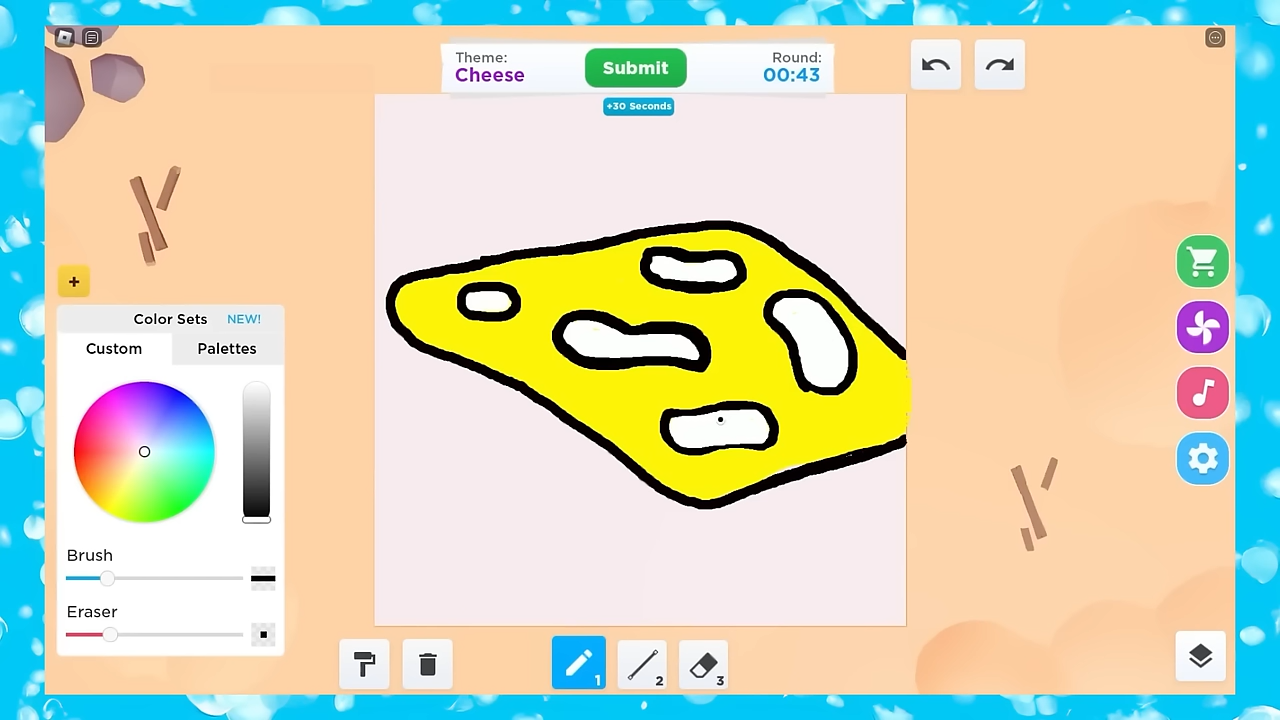 Theme:
Cheese
Submit
Round:
00:43
+30 Seconds
+
Color Sets NEW!
Custom Palettes
Brush
Eraser
1
2
3